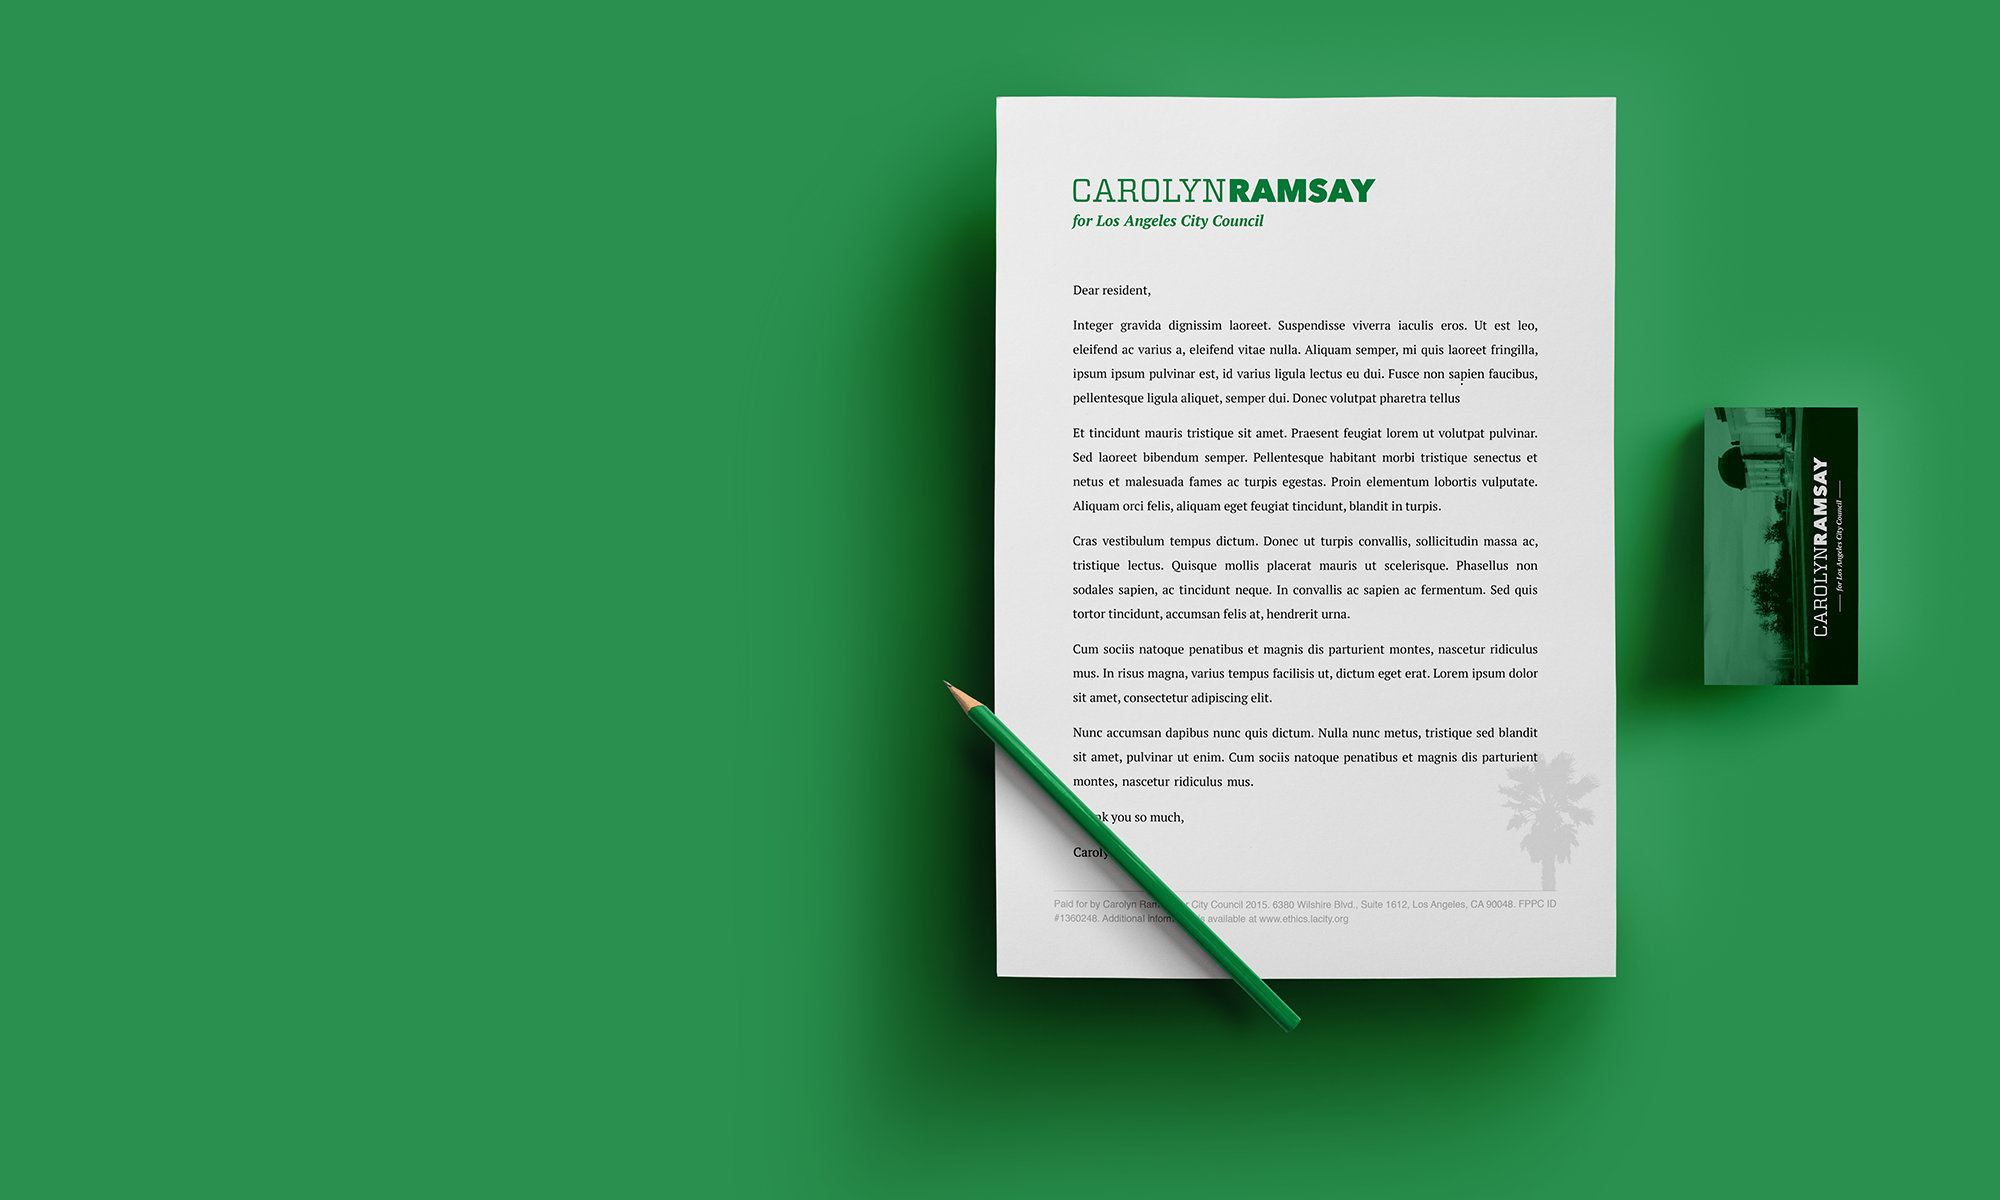 CAROLYNRAMSAY
for Los Angeles City Council
Dear resident,
Integer gravida dignissim laoreet. Suspendisse viverra iaculis eros. Ut est leo,
eleifend ac varius a, eleifend vitae nulla. Aliquam semper, mi quis laoreet fringilla,
ipsum ipsum pulvinar est, id varius ligula lectus eu dui. Fusce non sapien faucibus,
pellentesque ligula aliquet, semper dui. Donec volutpat pharetra tellus
Et tincidunt mauris tristique sit amet. Praesent feugiat lorem ut volutpat pulvinar.
Sed laoreet bibendum semper. Pellentesque habitant morbi tristique senectus et
netus et malesuada fames ac turpis egestas. Proin elementum lobortis vulputate.
Aliquam orci felis, aliquam eget feugiat tincidunt, blandit in turpis.
Cras vestibulum tempus dictum. Donec ut turpis convallis, sollicitudin massa ac,
tristique lectus. Quisque mollis placerat mauris ut scelerisque. Phasellus non
sodales sapien, ac tincidunt neque. In convallis ac sapien ac fermentum. Sed quis
tortor tincidunt, accumsan felis at, hendrerit urna.
Cum sociis natoque penatibus et magnis dis parturient montes, nascetur ridiculus
mus. In risus magna, varius tempus facilisis ut, dictum eget erat. Lorem ipsum dolor
sit amet, consectetur adipiscing elit.
Nunc accumsan dapibus nunc quis dictum. Nulla nunc metus, tristique sed blandit
sit amet, pulvinar ut enim. Cum sociis natoque penatibus et magnis dis parturient
montes, nascetur ridiculus mus.
you so much,
Paid for by Carolyn City Council 2015. 6380 Wilshire Blvd., Suite 1612, Los Angeles, CA 90048. FPPC ID
#1360248. Additional available at www.ethics.lacity.org
CAROLYNRAMSAY
for Los Angeles City Council